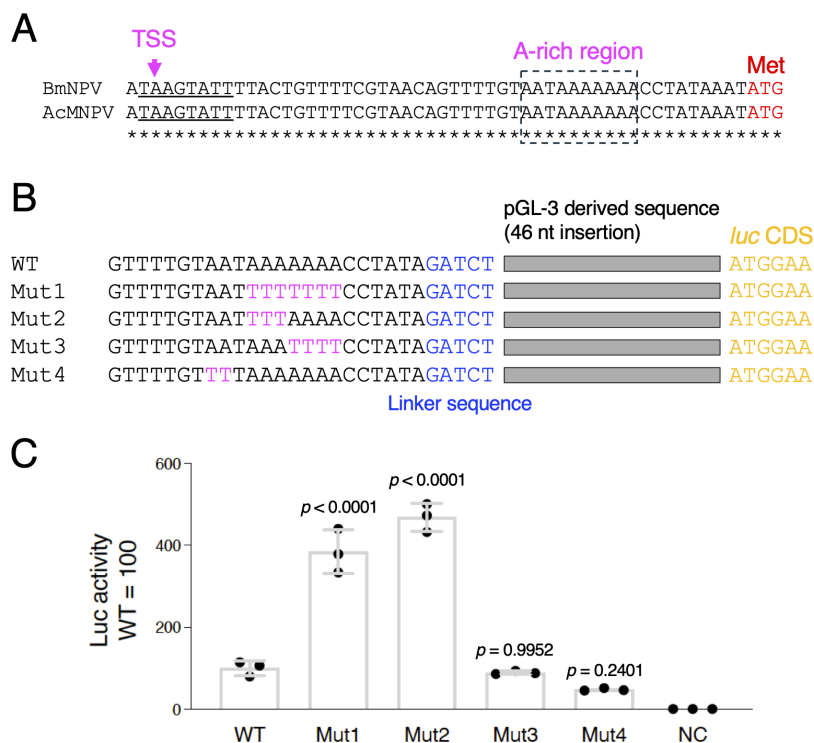 A
TSS
A-rich region
Met
BmNPV ATAAGTATTTTACTGTTTTCGTAACAGTTTTGTAATAAAAAAACCTATAAATATG
AcMNPV ATAAGTATTTTACTGTTTTCGTAACAGTTTTGTAATAAAAAAACCTATAAATATG
*******************************************************
B
pGL-3 derived sequence
(46 nt insertion)
luc CDS
WT GTTTTGTAATAAAAAAACCTATAGATCT ATGGAA
Mut1 GTTTTGTAATTTTTTTTCCTATAGATCT ATGGAA
Mut2 GTTTTGTAATTTTAAAACCTATAGATCT ATGGAA
Mut3 GTTTTGTAATAAATTTTCCTATAGATCT ATGGAA
Mut4 GTTTTGTTTTAAAAAAACCTATAGATCT ATGGAA
Linker sequence
C
Luc activity
WT = 100
600
400
200
0
p < 0.0001
p < 0.0001
p = 0.9952
p = 0.2401
WT Mut1 Mut2 Mut3 Mut4 NC